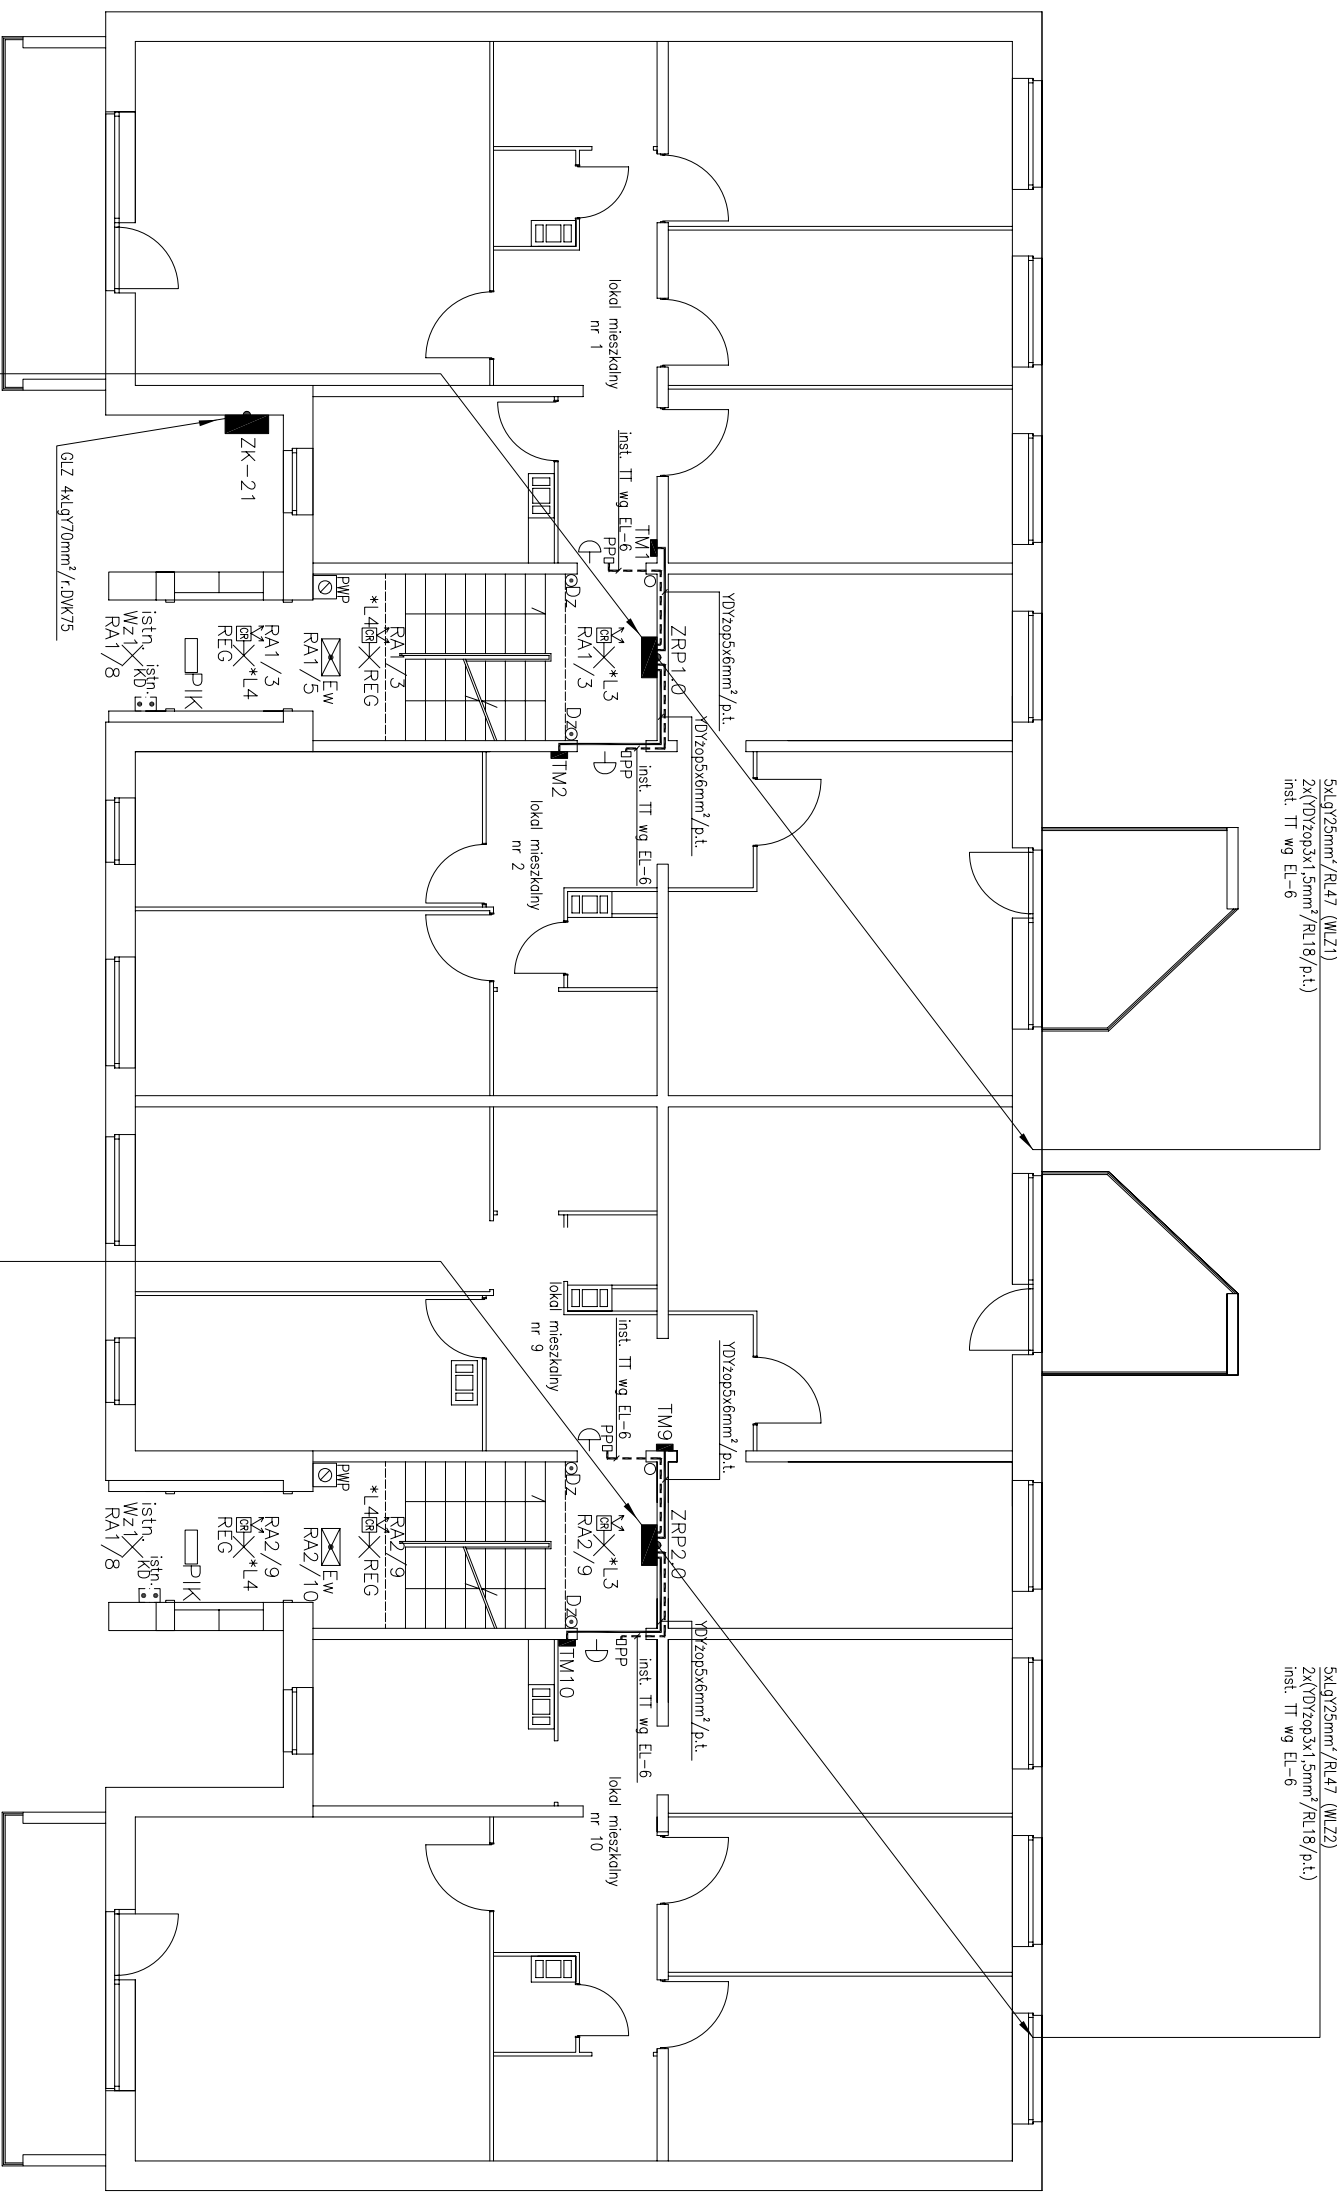 5xLgY25mm²/RL47 (WLZ1)
2x(YDYżop3x1,5mm²/RL18/p.t.)
inst. TT wg EL-6
5xLgY25mm²/RL47 (WLZ2)
2x(YDYżop3x1,5mm²/RL18/p.t.)
inst. TT wg EL-6
lokal mieszkalny
nr 1
inst. TT wg EL-6
TM1
PP
YDYżop5x6mm²/p.t.
ZRP1.0
YDYżop5x6mm²/p.t.
Dz
*L3
CR
RA1/3
Dz
PP
TM2
inst. TT wg EL-6
lokal mieszkalny
nr 2
ZK-21
GLZ 4xLgY70mm²/r.DVK75
PWP
RA1/3
*L4
CR
REG
Ew
RA1/5
RA1/3
CR
*L4
REG
PIK
istn.
KD
istn.
Wz1
RA1/8
lokal mieszkalny
nr 9
inst. TT wg EL-6
YDYżop5x6mm²/p.t.
TM9
PP
ZRP2.0
YDYżop5x6mm²/p.t.
Dz
*L3
CR
RA2/9
Dz
PP
TM10
inst. TT wg EL-6
lokal mieszkalny
nr 10
PWP
RA2/9
*L4
CR
REG
Ew
RA2/10
RA2/9
CR
*L4
REG
PIK
istn.
KD
istn.
Wz1
RA1/8